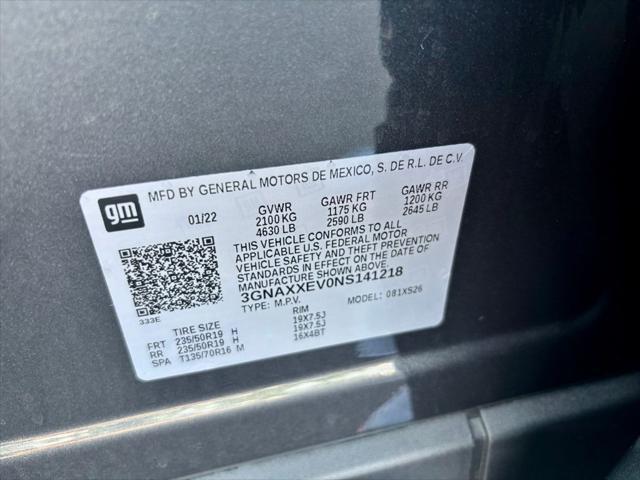 gm
MFD BY GENERAL MOTORS DE MEXICO, S. DE R.L. DE C.V.
01/22 GVWR GAWR FRT GAWR RR
2100 KG 1175 KG 1200 KG
4630 LB 2590 LB 2645 LB
THIS VEHICLE CONFORMS TO ALL
APPLICABLE U.S. FEDERAL MOTOR
VEHICLE SAFETY AND THEFT PREVENTION
STANDARDS IN EFFECT ON THE DATE OF
MANUFACTURE SHOWN ABOVE.
3GNAXXEV0NS141218
TYPE: M.P.V. MODEL: 081XS26
333E
TIRE SIZE RIM
FRT 235/50R19 H 19X7.5J
RR 235/50R19 H 19X7.5J
SPA T135/70R16 M 16X4BT